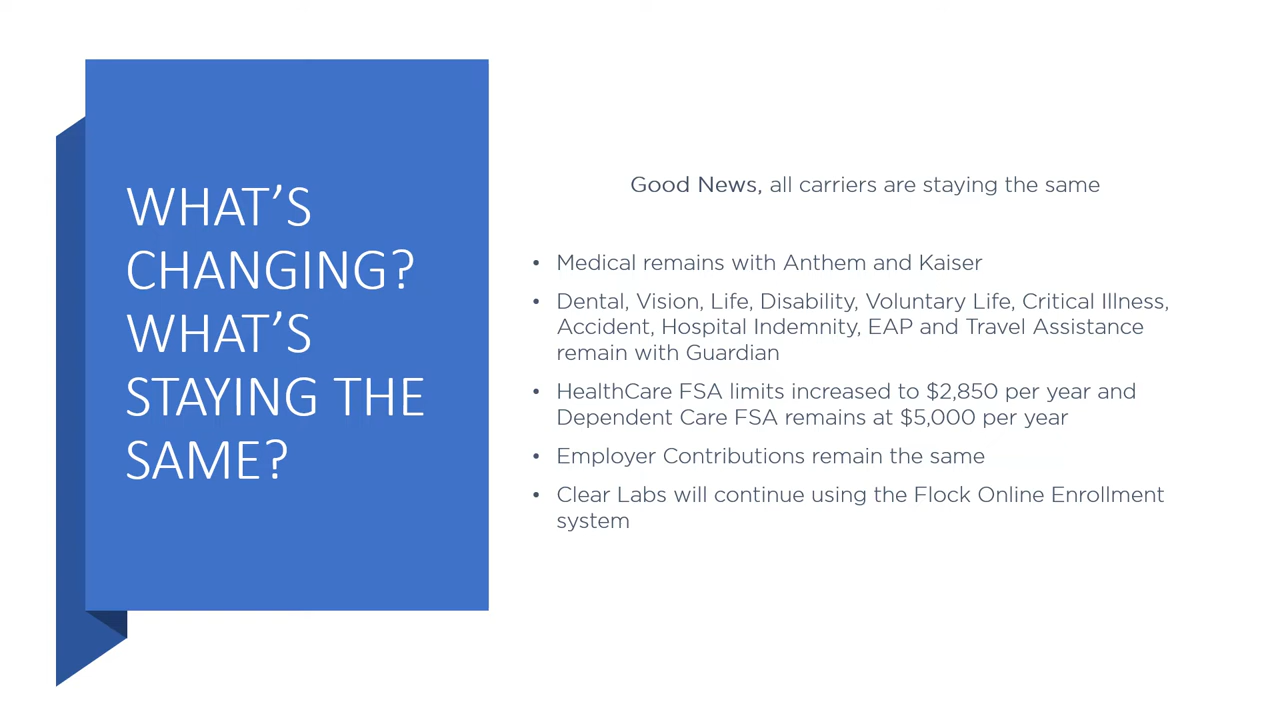 WHAT’S
CHANGING?
WHAT’S
STAYING THE
SAME?
Good News, all carriers are staying the same
• Medical remains with Anthem and Kaiser
• Dental, Vision, Life, Disability, Voluntary Life, Critical Illness,
Accident, Hospital Indemnity, EAP and Travel Assistance
remain with Guardian
• HealthCare FSA limits increased to $2,850 per year and
Dependent Care FSA remains at $5,000 per year
• Employer Contributions remain the same
• Clear Labs will continue using the Flock Online Enrollment
system